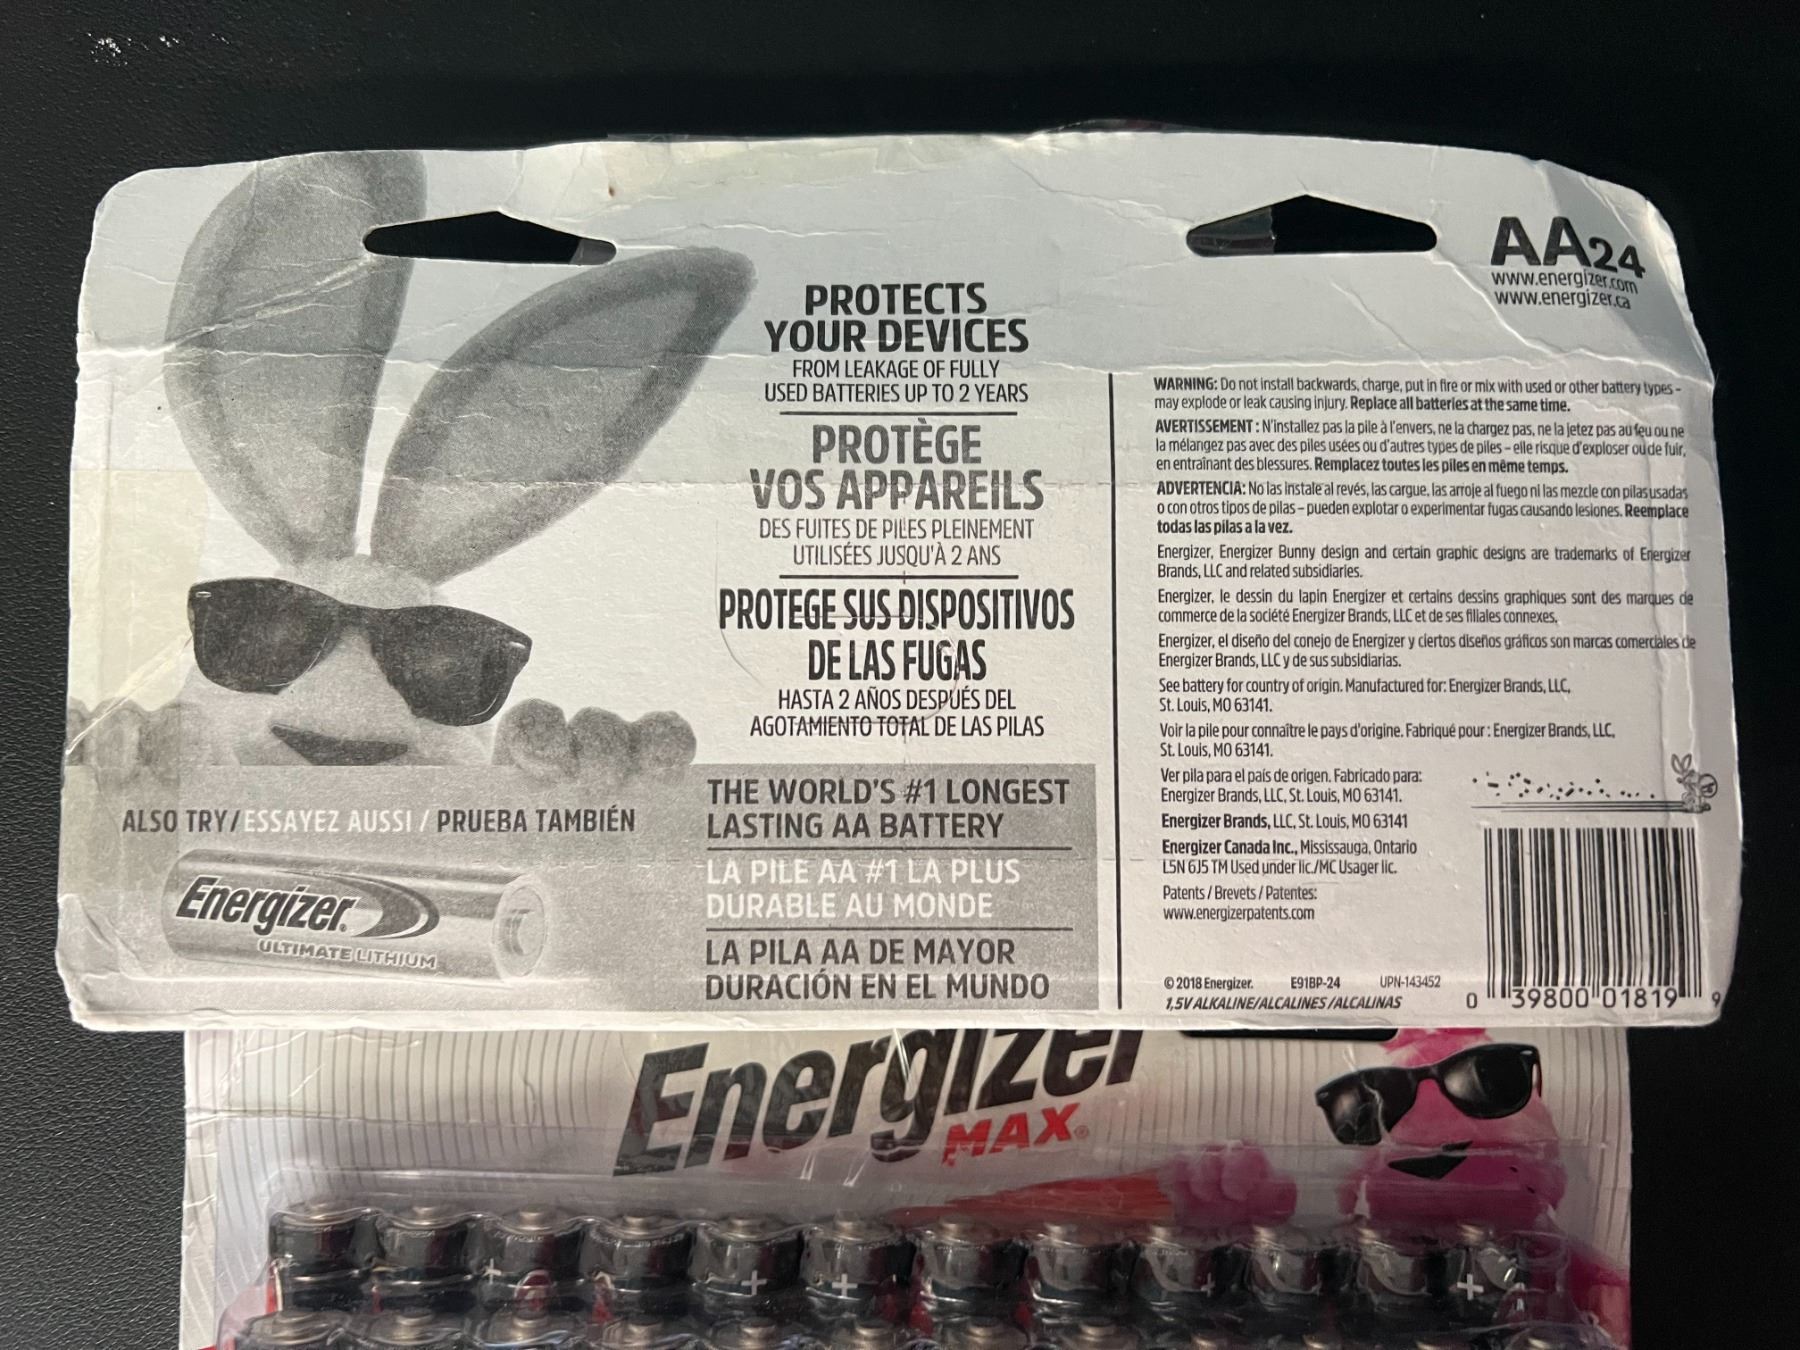 AA24
www.energizer.com
www.energizer.ca
PROTECTS
YOUR DEVICES
FROM LEAKAGE OF FULLY
USED BATTERIES UP TO 2 YEARS
PROTÈGE
VOS APPAREILS
DES FUITES DE PILES PLEINEMENT
UTILISÉES JUSQU'À 2 ANS
PROTEGE SUS DISPOSITIVOS
DE LAS FUGAS
HASTA 2 AÑOS DESPUÉS DEL
AGOTAMIENTO TOTAL DE LAS PILAS
ALSO TRY/ESSAYEZ AUSSI / PRUEBA TAMBIÉN
Energizer.
ULTIMATE LITHIUM
THE WORLD'S #1 LONGEST
LASTING AA BATTERY
LA PILE AA #1 LA PLUS
DURABLE AU MONDE
LA PILA AA DE MAYOR
DURACIÓN EN EL MUNDO
WARNING: Do not install backwards, charge, put in fire or mix with used or other battery types –
may explode or leak causing injury. Replace all batteries at the same time.
AVERTISSEMENT : N'installez pas la pile à l'envers, ne la chargez pas, ne la jetez pas au feu ou ne
la mélangez pas avec des piles usées ou d'autres types de piles – elle risque d'exploser ou de fuir,
en entraînant des blessures. Remplacez toutes les piles en même temps.
ADVERTENCIA: No las instale al revés, las cargue, las arroje al fuego ni las mezcle con pilas usadas
o con otros tipos de pilas – pueden explotar o experimentar fugas causando lesiones. Reemplace
todas las pilas a la vez.
Energizer, Energizer Bunny design and certain graphic designs are trademarks of Energizer
Brands, LLC and related subsidiaries.
Energizer, le dessin du lapin Energizer et certains dessins graphiques sont des marques de
commerce de la société Energizer Brands, LLC et de ses filiales connexes.
Energizer, el diseño del conejo de Energizer y ciertos diseños gráficos son marcas comerciales de
Energizer Brands, LLC y de sus subsidiarias.
See battery for country of origin. Manufactured for: Energizer Brands, LLC,
St. Louis, MO 63141.
Voir la pile pour connaître le pays d'origine. Fabriqué pour : Energizer Brands, LLC,
St. Louis, MO 63141.
Ver pila para el país de origen. Fabricado para:
Energizer Brands, LLC, St. Louis, MO 63141.
Energizer Brands, LLC, St. Louis, MO 63141
Energizer Canada Inc., Mississauga, Ontario
L5N 6J5 TM Used under lic./MC Usager lic.
Patents / Brevets / Patentes:
www.energizerpatents.com
© 2018 Energizer. E91BP-24 UPN-143452
1,5V ALKALINE/ALCALINES/ALCALINAS
0 39800 01819 9
Energizer
MAX®